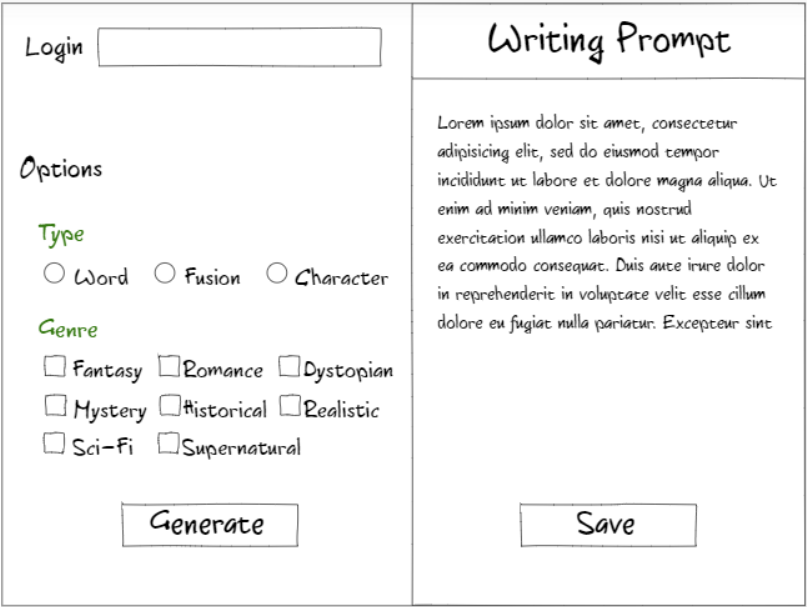 Login
Options
Type
Word Fusion Character
Genre
Fantasy Romance Dystopian
Mystery Historical Realistic
Sci-Fi Supernatural
Generate
Writing Prompt
Lorem ipsum dolor sit amet, consectetur
adipisicing elit, sed do eiusmod tempor
incididunt ut labore et dolore magna aliqua. Ut
enim ad minim veniam, quis nostrud
exercitation ullamco laboris nisi ut aliquip ex
ea commodo consequat. Duis aute irure dolor
in reprehenderit in voluptate velit esse cillum
dolore eu fugiat nulla pariatur. Excepteur sint
Save